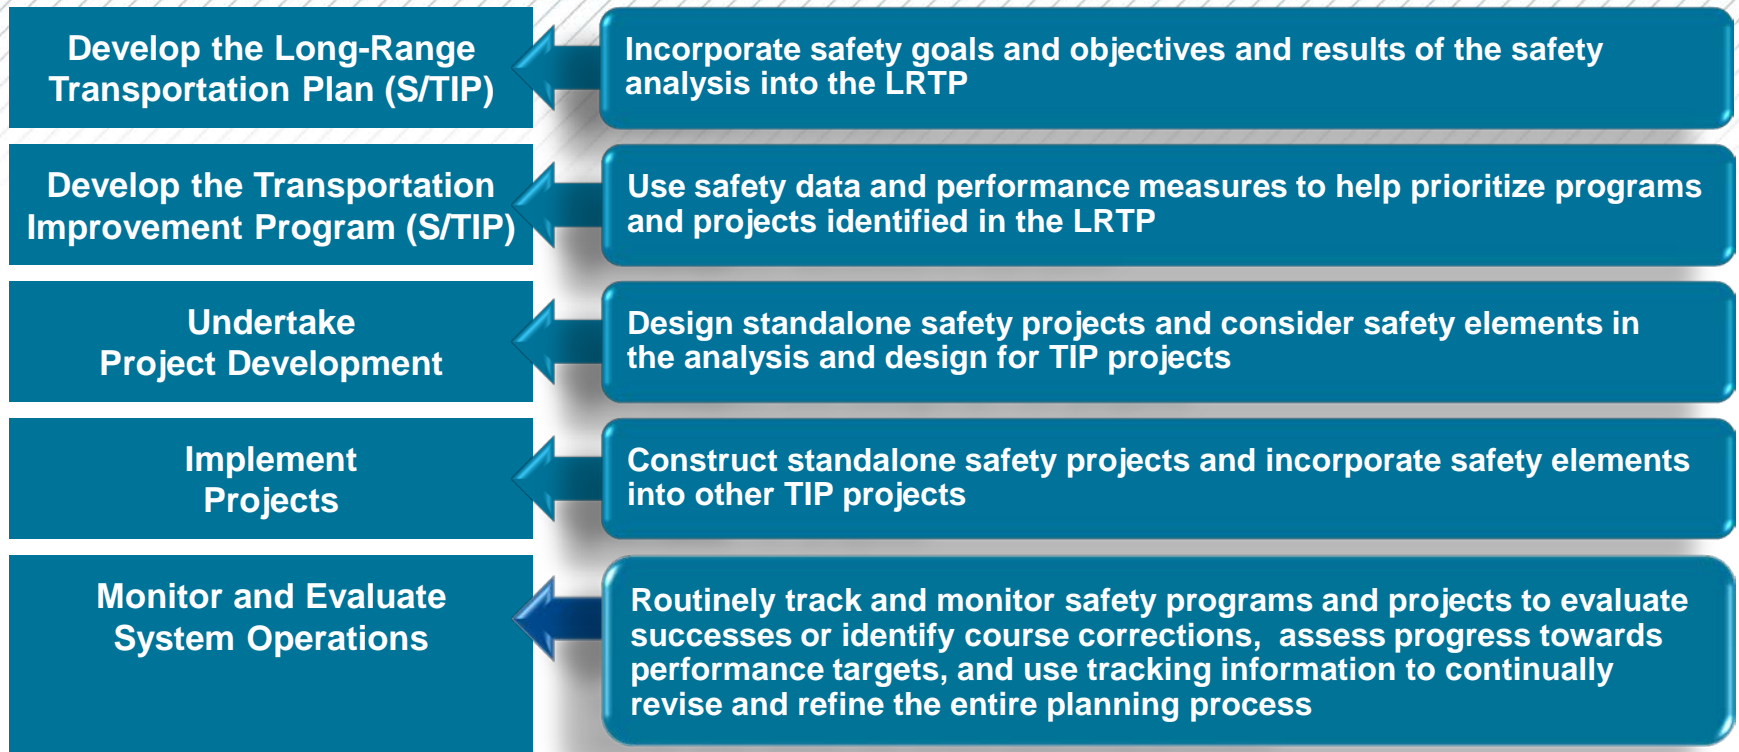 Develop the Long-Range
Transportation Plan (S/TIP)
Incorporate safety goals and objectives and results of the safety
analysis into the LRTP
Develop the Transportation
Improvement Program (S/TIP)
Use safety data and performance measures to help prioritize programs
and projects identified in the LRTP
Undertake
Project Development
Design standalone safety projects and consider safety elements in
the analysis and design for TIP projects
Implement
Projects
Construct standalone safety projects and incorporate safety elements
into other TIP projects
Monitor and Evaluate
System Operations
Routinely track and monitor safety programs and projects to evaluate
successes or identify course corrections,  assess progress towards
performance targets, and use tracking information to continually
revise and refine the entire planning process